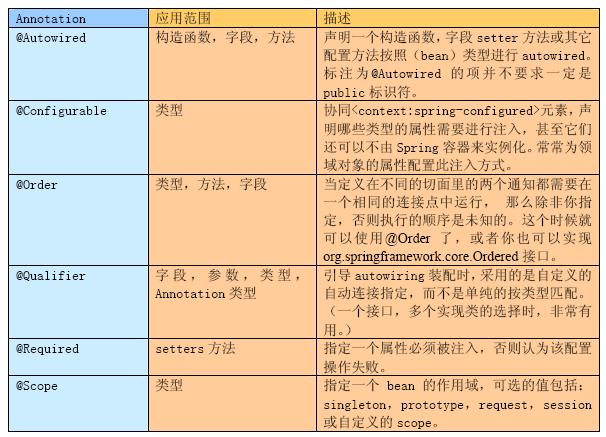 Annotation 应用范围 描述
@Autowired 构造函数，字段，方法 声明一个构造函数，字段 setter 方法或其它
配置方法按照（bean）类型进行 autowired。
标注为@Autowired 的项并不要求一定是
public 标识符。
@Configurable 类型 协同<context:spring-configured>元素，声
明哪些类型的属性需要进行注入，甚至它们
还可以不由 Spring 容器来实例化。常常为领
域对象的属性配置此注入方式。
@Order 类型，方法，字段 当定义在不同的切面里的两个通知都需要在
一个相同的连接点中运行， 那么除非你指
定，否则执行的顺序是未知的。这个时候就
可以使用@Order 了，或者你也可以实现
org.springframework.core.Ordered 接口。
@Qualifier 字段，参数，类型， 引导 autowiring 装配时，采用的是自定义的
Annotation 类型 自动连接指定，而不是单纯的按类型匹配。
（一个接口，多个实现类的选择时，非常有
用。）
@Required setters 方法 指定一个属性必须被注入，否则认为该配置
操作失败。
@Scope 类型 指定一个 bean 的作用域，可选的值包括：
singleton，prototype，request，session
或自定义的 scope。